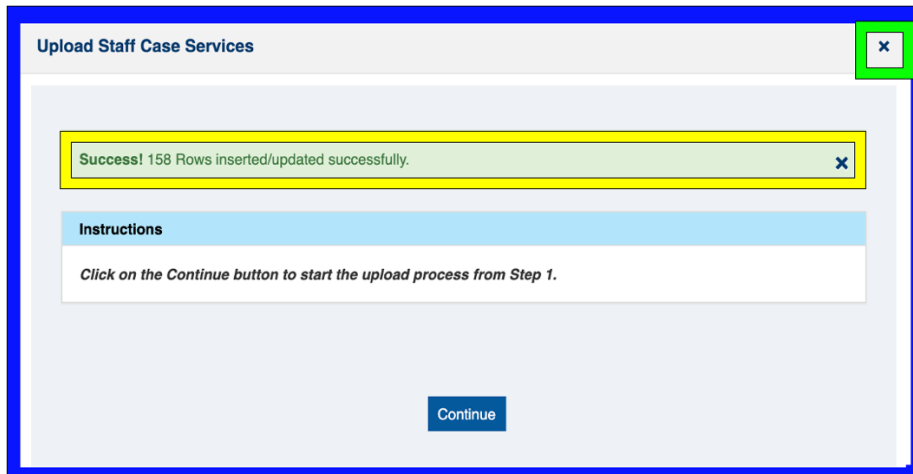 Upload Staff Case Services
Success! 158 Rows inserted/updated successfully.
Instructions
Click on the Continue button to start the upload process from Step 1.
Continue